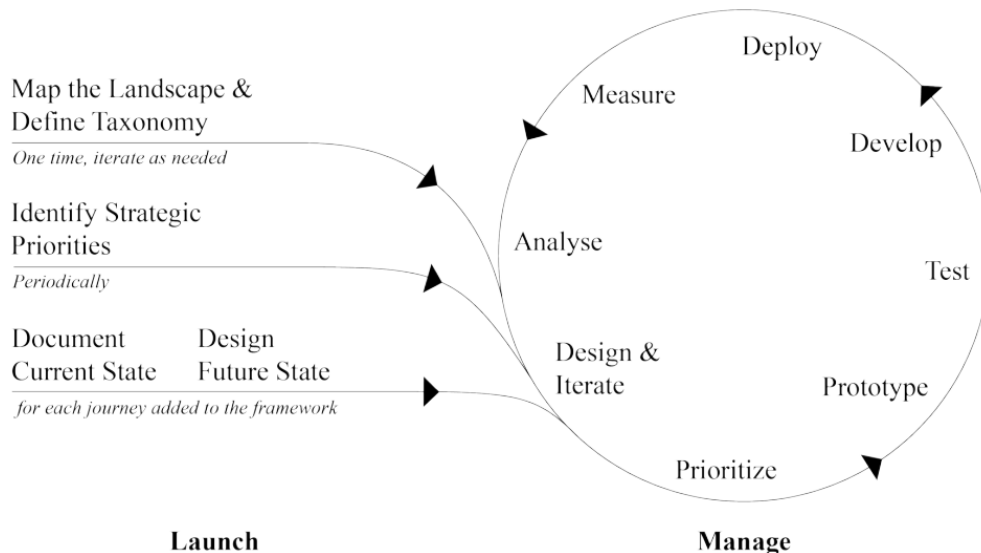 Map the Landscape &
Define Taxonomy
One time, iterate as needed
Identify Strategic
Priorities
Periodically
Document
Current State
Design
Future State
for each journey added to the framework
Launch
Deploy
Measure
Develop
Analyse
Test
Design &
Iterate
Prototype
Prioritize
Manage